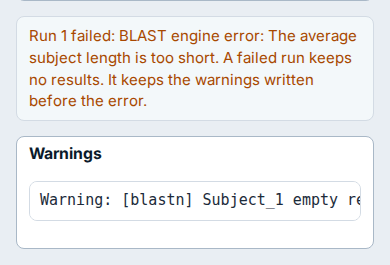 Run 1 failed: BLAST engine error: The average
subject length is too short. A failed run keeps
no results. It keeps the warnings written
before the error.
Warnings
Warning: [blastn] Subject_1 empty